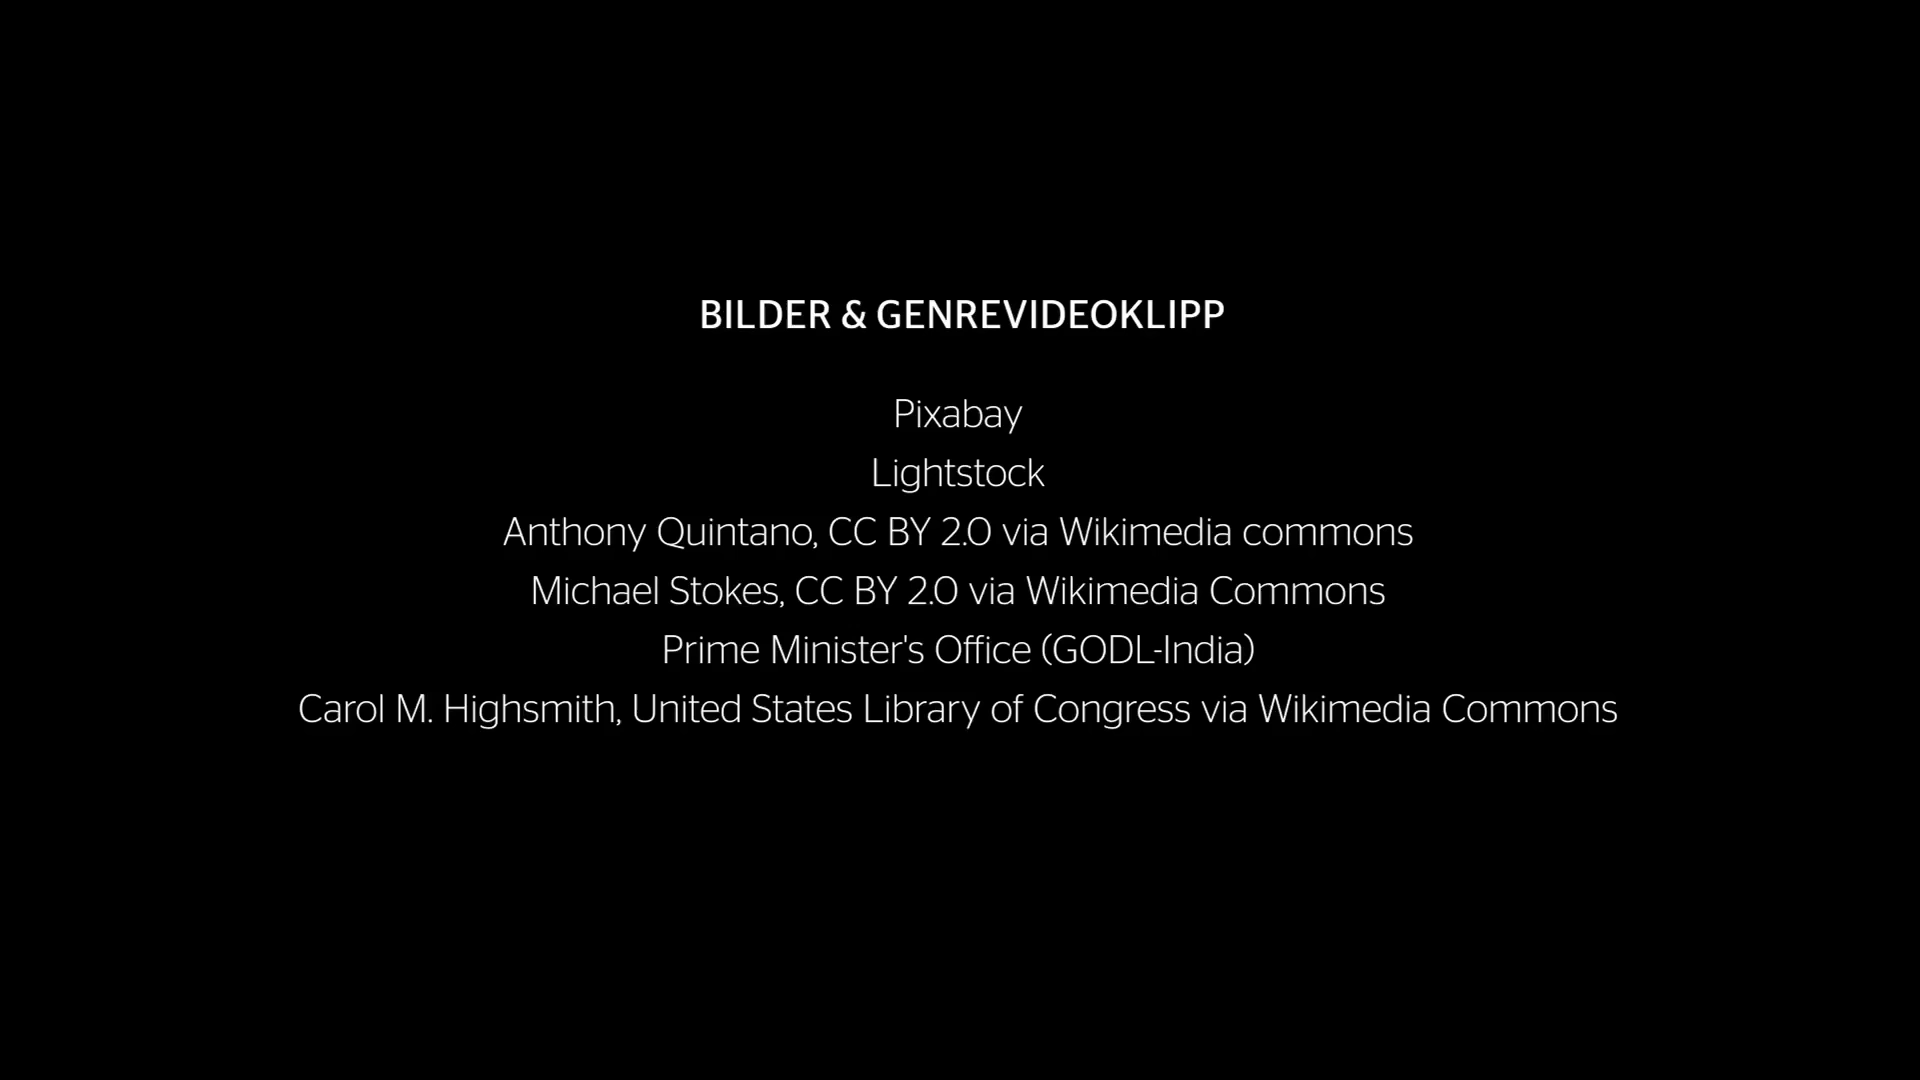 BILDER & GENREVIDEOKLIPP
Pixabay
Lightstock
Anthony Quintano, CC BY 2.0 via Wikimedia commons
Michael Stokes, CC BY 2.0 via Wikimedia Commons
Prime Minister's Office (GODL-India)
Carol M. Highsmith, United States Library of Congress via Wikimedia Commons